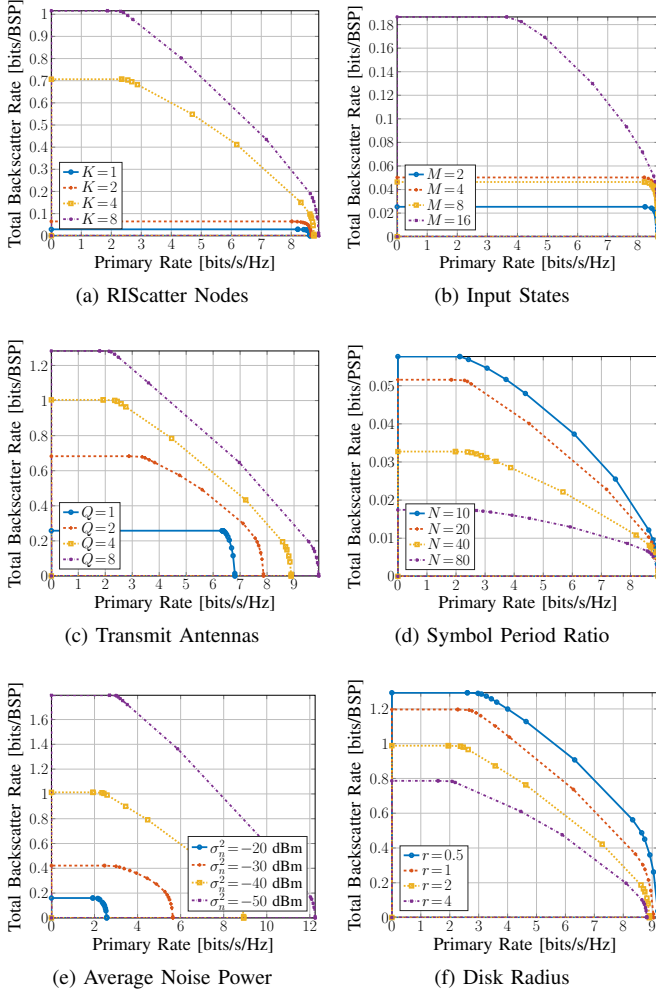 Total Backscatter Rate [bits/BSP]
1
0.9
0.8
0.7
0.6
0.5
0.4
0.3
0.2
0.1
0
K=1
K=2
K=4
K=8
0 1 2 3 4 5 6 7 8
Primary Rate [bits/s/Hz]
(a) RIScatter Nodes
Total Backscatter Rate [bits/BSP]
0.18
0.16
0.14
0.12
0.1
0.08
0.06
0.04
0.02
0
M=2
M=4
M=8
M=16
0 1 2 3 4 5 6 7 8
Primary Rate [bits/s/Hz]
(b) Input States
Total Backscatter Rate [bits/BSP]
1.2
1
0.8
0.6
0.4
0.2
0
Q=1
Q=2
Q=4
Q=8
0 1 2 3 4 5 6 7 8 9
Primary Rate [bits/s/Hz]
(c) Transmit Antennas
Total Backscatter Rate [bits/PSP]
0.05
0.04
0.03
0.02
0.01
0
N=10
N=20
N=40
N=80
0 1 2 3 4 5 6 7 8
Primary Rate [bits/s/Hz]
(d) Symbol Period Ratio
Total Backscatter Rate [bits/BSP]
1.6
1.4
1.2
1
0.8
0.6
0.4
0.2
0
σ²ₙ=−20 dBm
σ²ₙ=−30 dBm
σ²ₙ=−40 dBm
σ²ₙ=−50 dBm
0 2 4 6 8 10 12
Primary Rate [bits/s/Hz]
(e) Average Noise Power
Total Backscatter Rate [bits/BSP]
1.2
1
0.8
0.6
0.4
0.2
0
r=0.5
r=1
r=2
r=4
0 1 2 3 4 5 6 7 8 9
Primary Rate [bits/s/Hz]
(f) Disk Radius